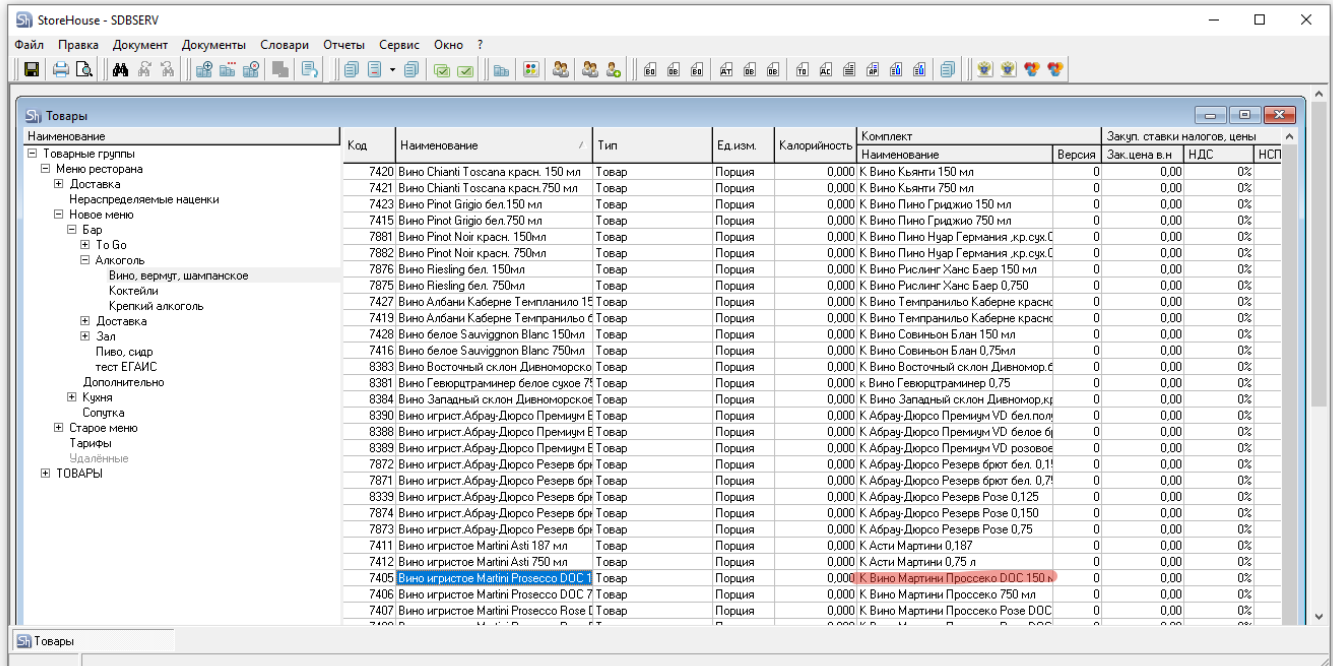 StoreHouse - SDBSERV
Файл Правка Документ Документы Словари Отчеты Сервис Окно ?
Товары
Наименование
Товарные группы
Меню ресторана
Доставка
Нераспределяемые наценки
Новое меню
Бар
To Go
Алкоголь
Вино, вермут, шампанское
Коктейли
Крепкий алкоголь
Доставка
Зал
Пиво, сидр
тест ЕГАИС
Дополнительно
Кухня
Сопутка
Старое меню
Тарифы
Удалённые
ТОВАРЫ
Код Наименование Тип Ед.изм. Калорийность Комплект Закуп. ставки налогов, цены
Наименование Версия Зак.цена в.н НДС НСП
7420 Вино Chianti Toscana красн. 150 мл Товар Порция 0,000 К Вино Кьянти 150 мл 0 0,00 0%
7421 Вино Chianti Toscana красн.750 мл Товар Порция 0,000 К Вино Кьянти 750 мл 0 0,00 0%
7423 Вино Pinot Grigio бел.150 мл Товар Порция 0,000 К Вино Пино Гриджио 150 мл 0 0,00 0%
7415 Вино Pinot Grigio бел.750 мл Товар Порция 0,000 К Вино Пино Гриджио 750 мл 0 0,00 0%
7881 Вино Pinot Noir красн. 150мл Товар Порция 0,000 К Вино Пино Нуар Германия ,кр.сух. 0 0,00 0%
7882 Вино Pinot Noir красн. 750мл Товар Порция 0,000 К Вино Пино Нуар Германия ,кр.сух. 0 0,00 0%
7876 Вино Riesling бел. 150мл Товар Порция 0,000 К Вино Рислинг Ханс Баер 150 мл 0 0,00 0%
7875 Вино Riesling бел. 750мл Товар Порция 0,000 К Вино Рислинг Ханс Баер 0,750 0 0,00 0%
7427 Вино Албани Каберне Темпланило 15 Товар Порция 0,000 К Вино Темпранильо Каберне красно 0 0,00 0%
7419 Вино Албани Каберне Темпранильо Товар Порция 0,000 К Вино Темпранильо Каберне красно 0 0,00 0%
7428 Вино белое Sauviggnon Blanc 150мл Товар Порция 0,000 К Вино Совиньон Блан 150 мл 0 0,00 0%
7416 Вино белое Sauviggnon Blanc 750мл Товар Порция 0,000 К Вино Совиньон Блан 0,75мл 0 0,00 0%
8383 Вино Восточный склон Дивноморско Товар Порция 0,000 К Вино Восточный склон Дивномор. 0 0,00 0%
8381 Вино Гевюрцтраминер белое сухое Товар Порция 0,000 к Вино Гевюрцтраминер 0,75 0 0,00 0%
8384 Вино Западный склон Дивноморское Товар Порция 0,000 К Вино Западный склон Дивномор, 0 0,00 0%
8390 Вино игрист.Абрау-Дюрсо Премиум Товар Порция 0,000 К Абрау-Дюрсо Премиум VD бел.пол 0 0,00 0%
8388 Вино игрист.Абрау-Дюрсо Премиум Товар Порция 0,000 К Абрау-Дюрсо Премиум VD белое 0 0,00 0%
8389 Вино игрист.Абрау-Дюрсо Премиум Товар Порция 0,000 К Абрау-Дюрсо Премиум VD розовое 0 0,00 0%
7872 Вино игрист.Абрау-Дюрсо Резерв Товар Порция 0,000 К Абрау-Дюрсо Резерв брют бел. 0 0,00 0%
7871 Вино игрист.Абрау-Дюрсо Резерв Товар Порция 0,000 К Абрау-Дюрсо Резерв брют бел. 0 0,00 0%
8339 Вино игрист.Абрау-Дюрсо Резерв Товар Порция 0,000 К Абрау-Дюрсо Резерв Розе 0,125 0 0,00 0%
7874 Вино игрист.Абрау-Дюрсо Резерв Товар Порция 0,000 К Абрау-Дюрсо Резерв Розе 0,150 0 0,00 0%
7873 Вино игрист.Абрау-Дюрсо Резерв Товар Порция 0,000 К Абрау-Дюрсо Резерв Розе 0,75 0 0,00 0%
7411 Вино игристое Martini Asti 187 мл Товар Порция 0,000 К Асти Мартини 0,187 0 0,00 0%
7412 Вино игристое Martini Asti 750 мл Товар Порция 0,000 К Асти Мартини 0,75 л 0 0,00 0%
7405 Вино игристое Martini Prosecco DOC 1 Товар Порция 0,000 К Вино Мартини Проссеко DOC 150 0 0,00 0%
7406 Вино игристое Martini Prosecco DOC 7 Товар Порция 0,000 К Вино Мартини Проссеко 750 мл 0 0,00 0%
7407 Вино игристое Martini Prosecco Rose Товар Порция 0,000 К Вино Мартини Проссеко Розе DOC 0 0,00 0%
Товары